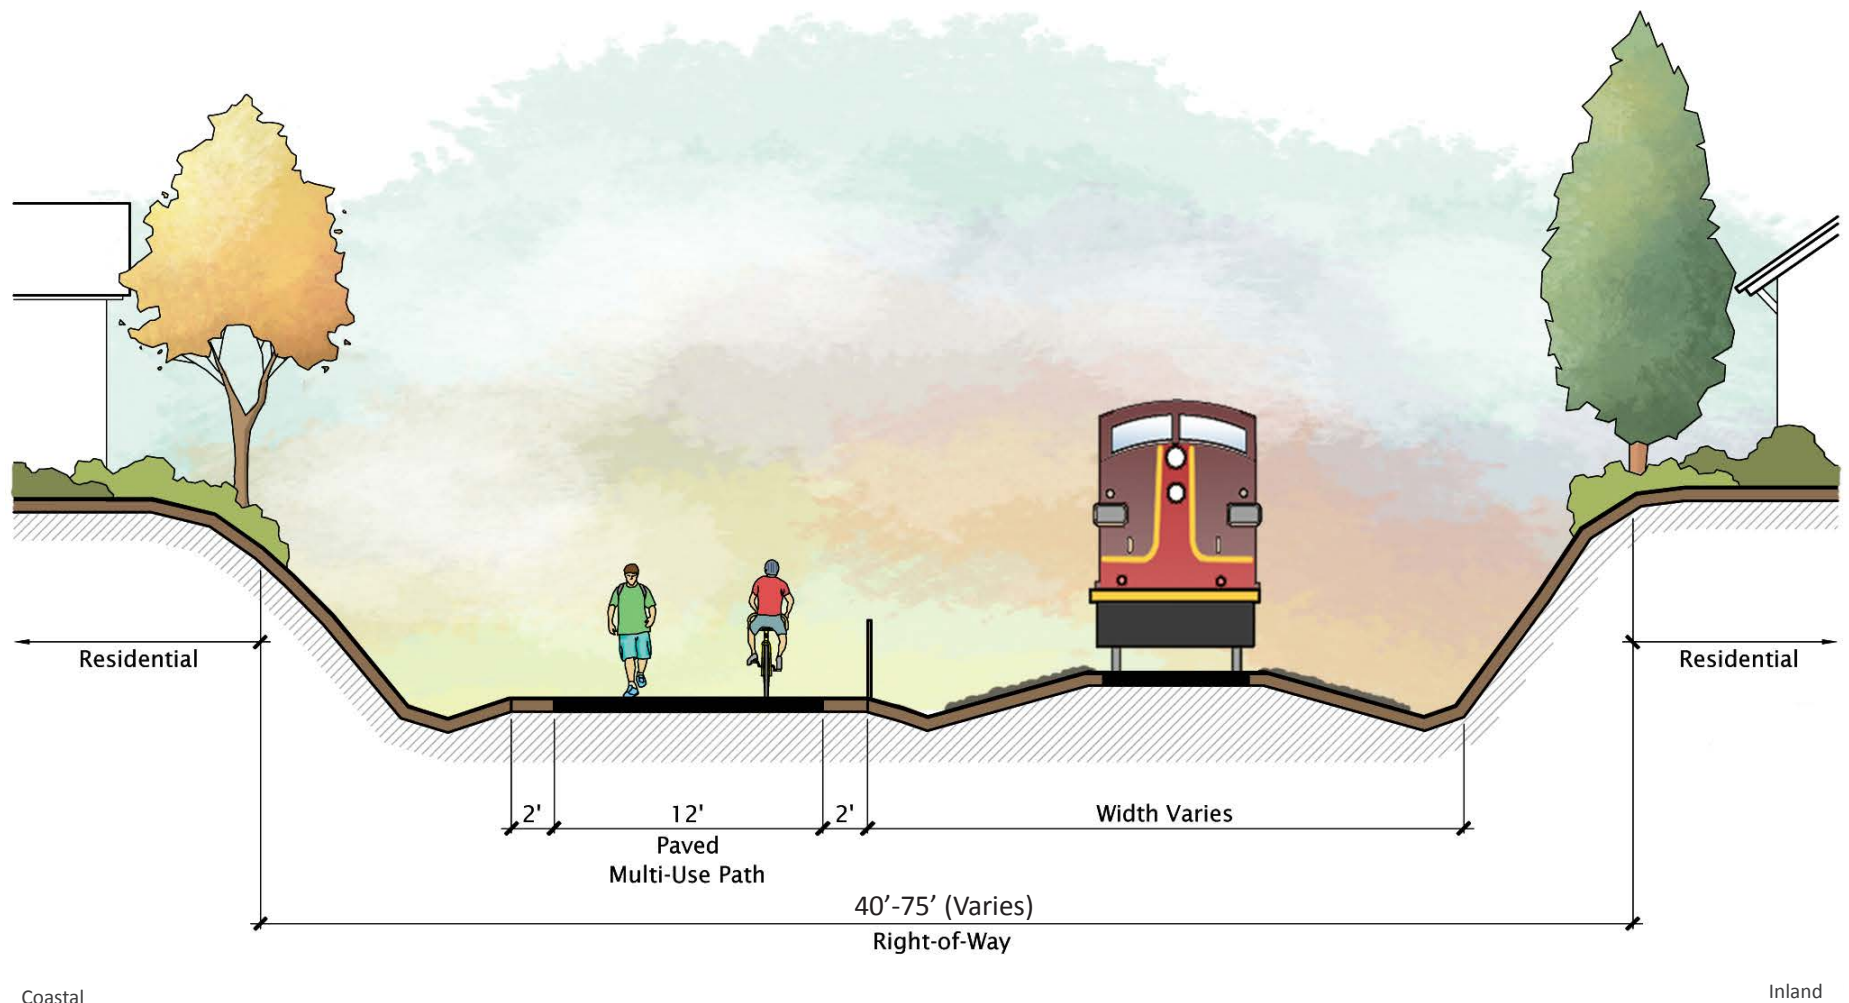 Residential
Residential
2'
12'
2'
Width Varies
Paved
Multi-Use Path
40’-75’ (Varies)
Right-of-Way
Coastal
Inland